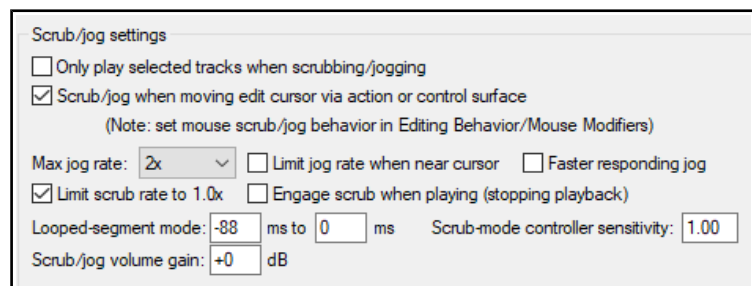 Scrub/jog settings
Only play selected tracks when scrubbing/jogging
Scrub/jog when moving edit cursor via action or control surface
(Note: set mouse scrub/jog behavior in Editing Behavior/Mouse Modifiers)
Max jog rate: 2x Limit jog rate when near cursor Faster responding jog
Limit scrub rate to 1.0x Engage scrub when playing (stopping playback)
Looped-segment mode: -88 ms to 0 ms Scrub-mode controller sensitivity: 1.00
Scrub/jog volume gain: +0 dB